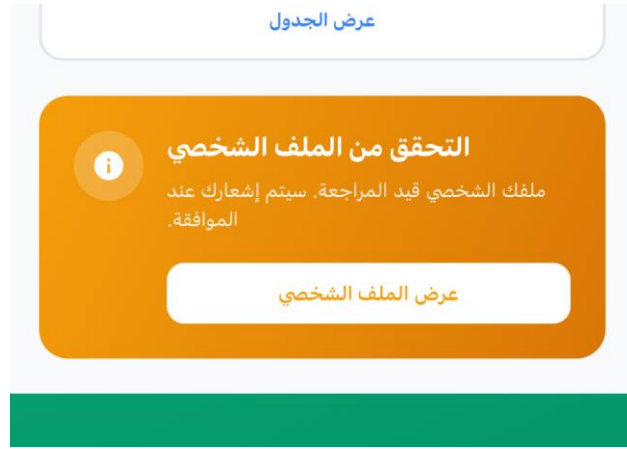 عرض الجدول
التحقق من الملف الشخصي
ملفك الشخصي قيد المراجعة. سيتم إشعارك عند
الموافقة.
عرض الملف الشخصي